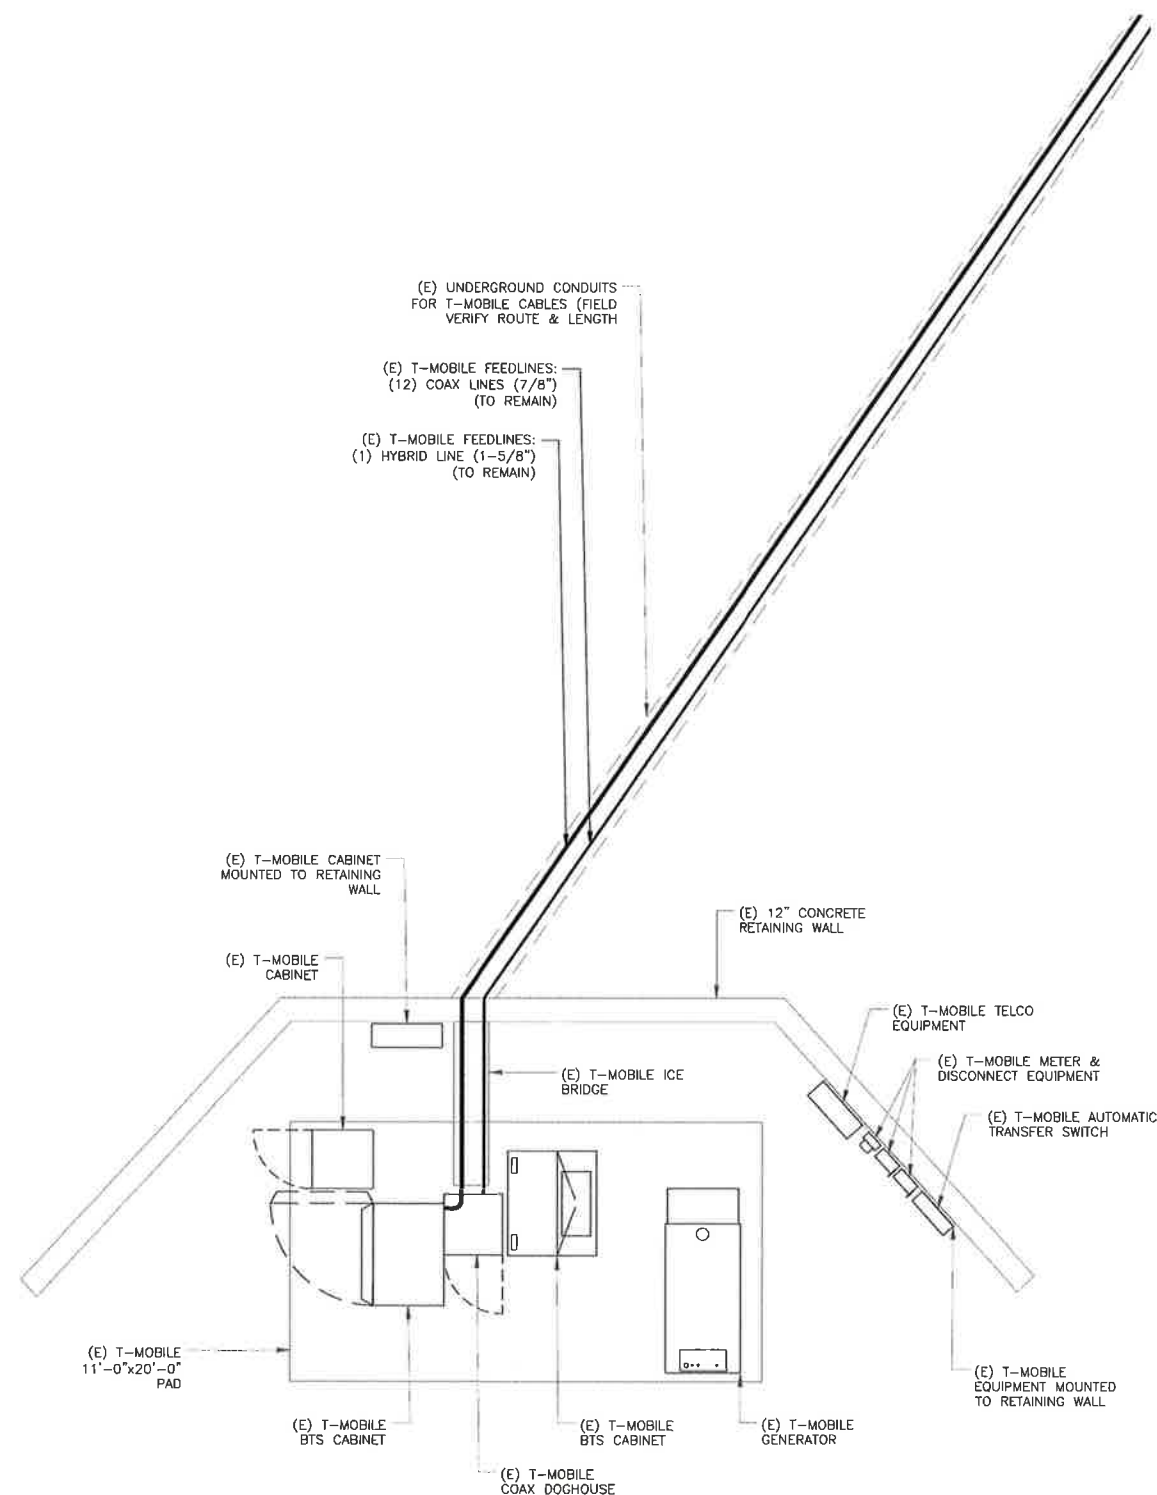 (E) UNDERGROUND CONDUITS
FOR T-MOBILE CABLES (FIELD
VERIFY ROUTE & LENGTH
(E) T-MOBILE FEEDLINES:
(12) COAX LINES (7/8")
(TO REMAIN)
(E) T-MOBILE FEEDLINES:
(1) HYBRID LINE (1-5/8")
(TO REMAIN)
(E) T-MOBILE CABINET
MOUNTED TO RETAINING
WALL
(E) 12" CONCRETE
RETAINING WALL
(E) T-MOBILE
CABINET
(E) T-MOBILE TELCO
EQUIPMENT
(E) T-MOBILE ICE
BRIDGE
(E) T-MOBILE METER &
DISCONNECT EQUIPMENT
(E) T-MOBILE AUTOMATIC
TRANSFER SWITCH
(E) T-MOBILE
11'-0"x20'-0"
PAD
(E) T-MOBILE
EQUIPMENT MOUNTED
TO RETAINING WALL
(E) T-MOBILE
BTS CABINET
(E) T-MOBILE
BTS CABINET
(E) T-MOBILE
GENERATOR
(E) T-MOBILE
COAX DOGHOUSE